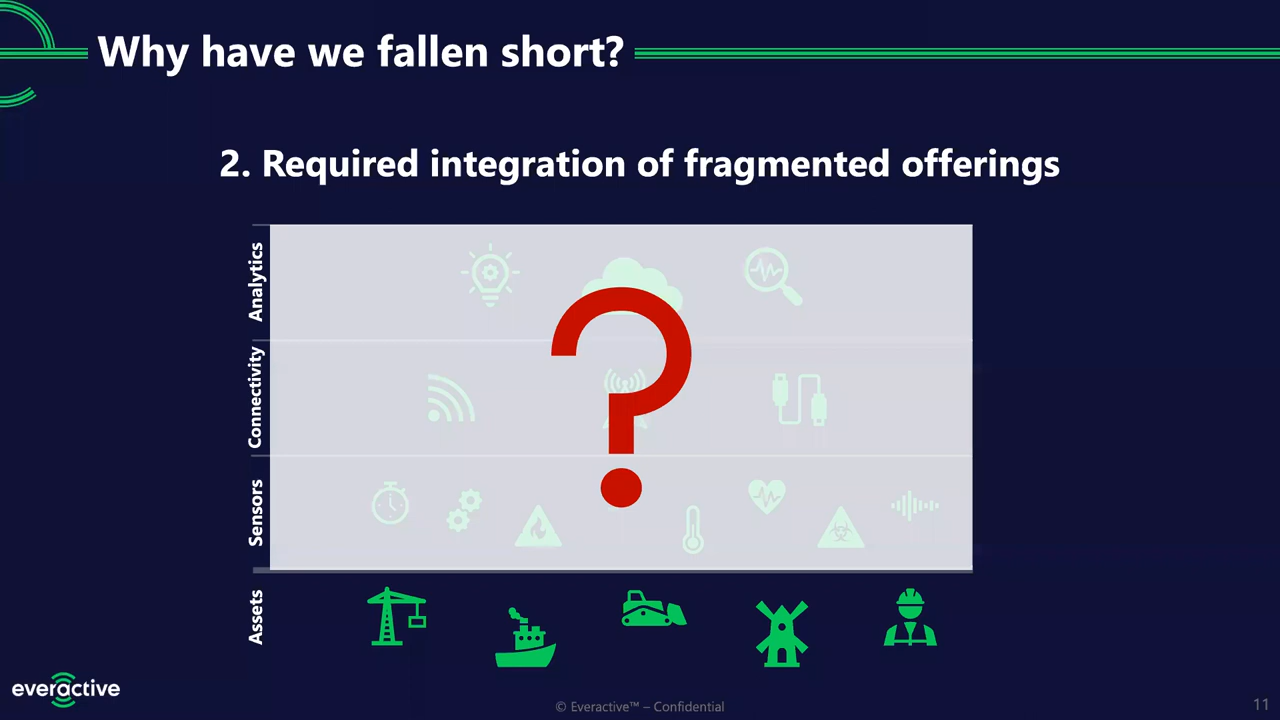 Why have we fallen short?
2. Required integration of fragmented offerings
Analytics
Connectivity
Sensors
Assets
everactive
© Everactive™ – Confidential
11